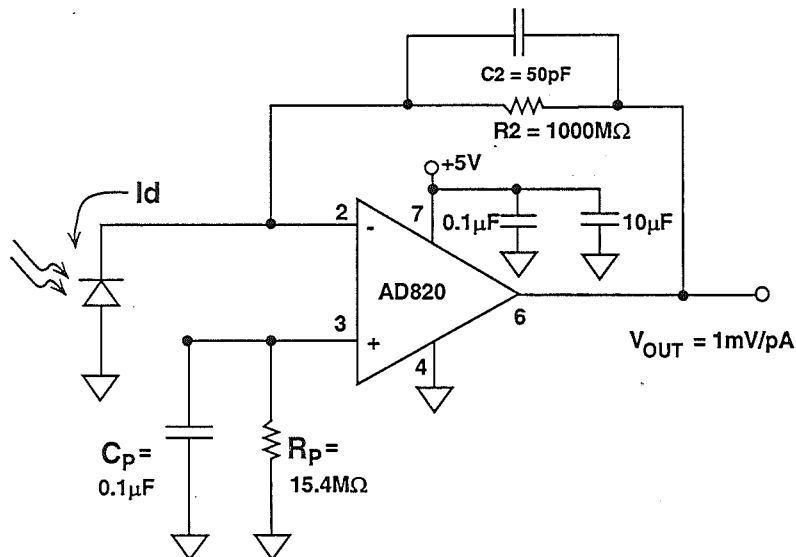 C2 = 50pF
R2 = 1000MΩ
+5V
Id
2
7
0.1µF
10µF
-
AD820
3
+
6
4
VOUT = 1mV/pA
CP=
0.1µF
RP=
15.4MΩ